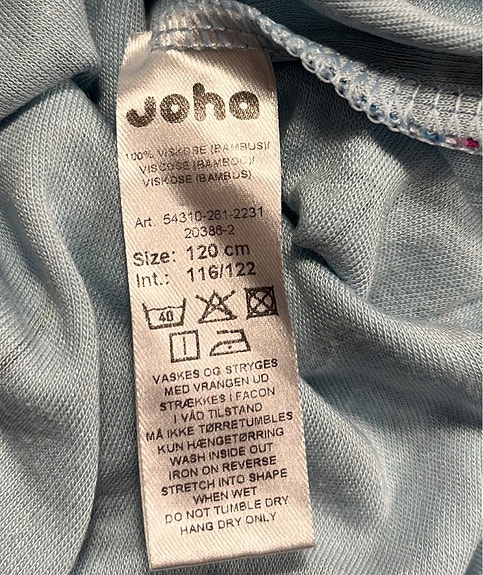 Joha
100% VISKOSE (BAMBUS)/
VISCOSE (BAMBOO)/
VISKOSE (BAMBUS)
Art. 54310-261-2231
20386-2
Size: 120 cm
Int.: 116/122
40
VASKES OG STRYGES
MED VRANGEN UD
STRÆKKES I FACON
I VÅD TILSTAND
MÅ IKKE TØRRETUMBLES
KUN HÆNGETØRRING
WASH INSIDE OUT
IRON ON REVERSE
STRETCH INTO SHAPE
WHEN WET
DO NOT TUMBLE DRY
HANG DRY ONLY